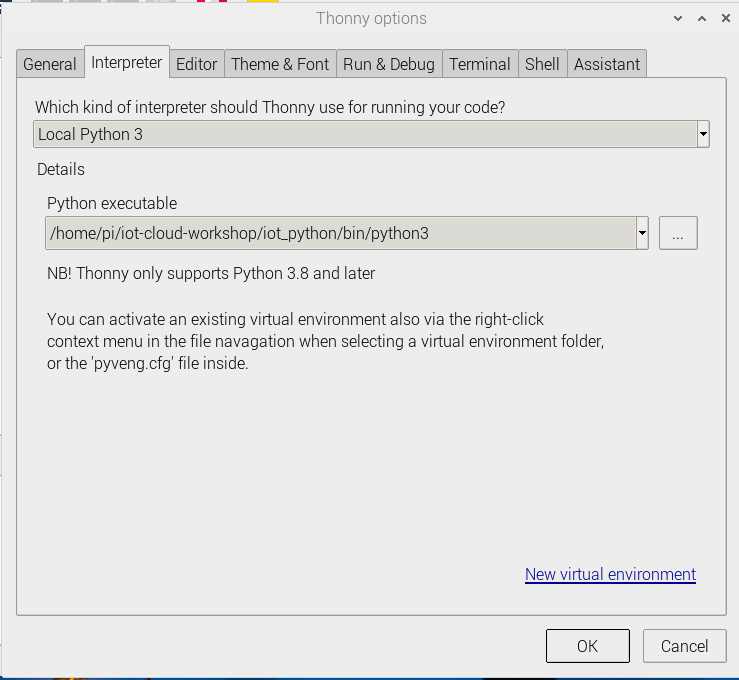 Thonny options
General Interpreter Editor Theme & Font Run & Debug Terminal Shell Assistant
Which kind of interpreter should Thonny use for running your code?
Local Python 3
Details
Python executable
/home/pi/iot-cloud-workshop/iot_python/bin/python3
...
NB! Thonny only supports Python 3.8 and later
You can activate an existing virtual environment also via the right-click
context menu in the file navagation when selecting a virtual environment folder,
or the 'pyveng.cfg' file inside.
New virtual environment
OK Cancel